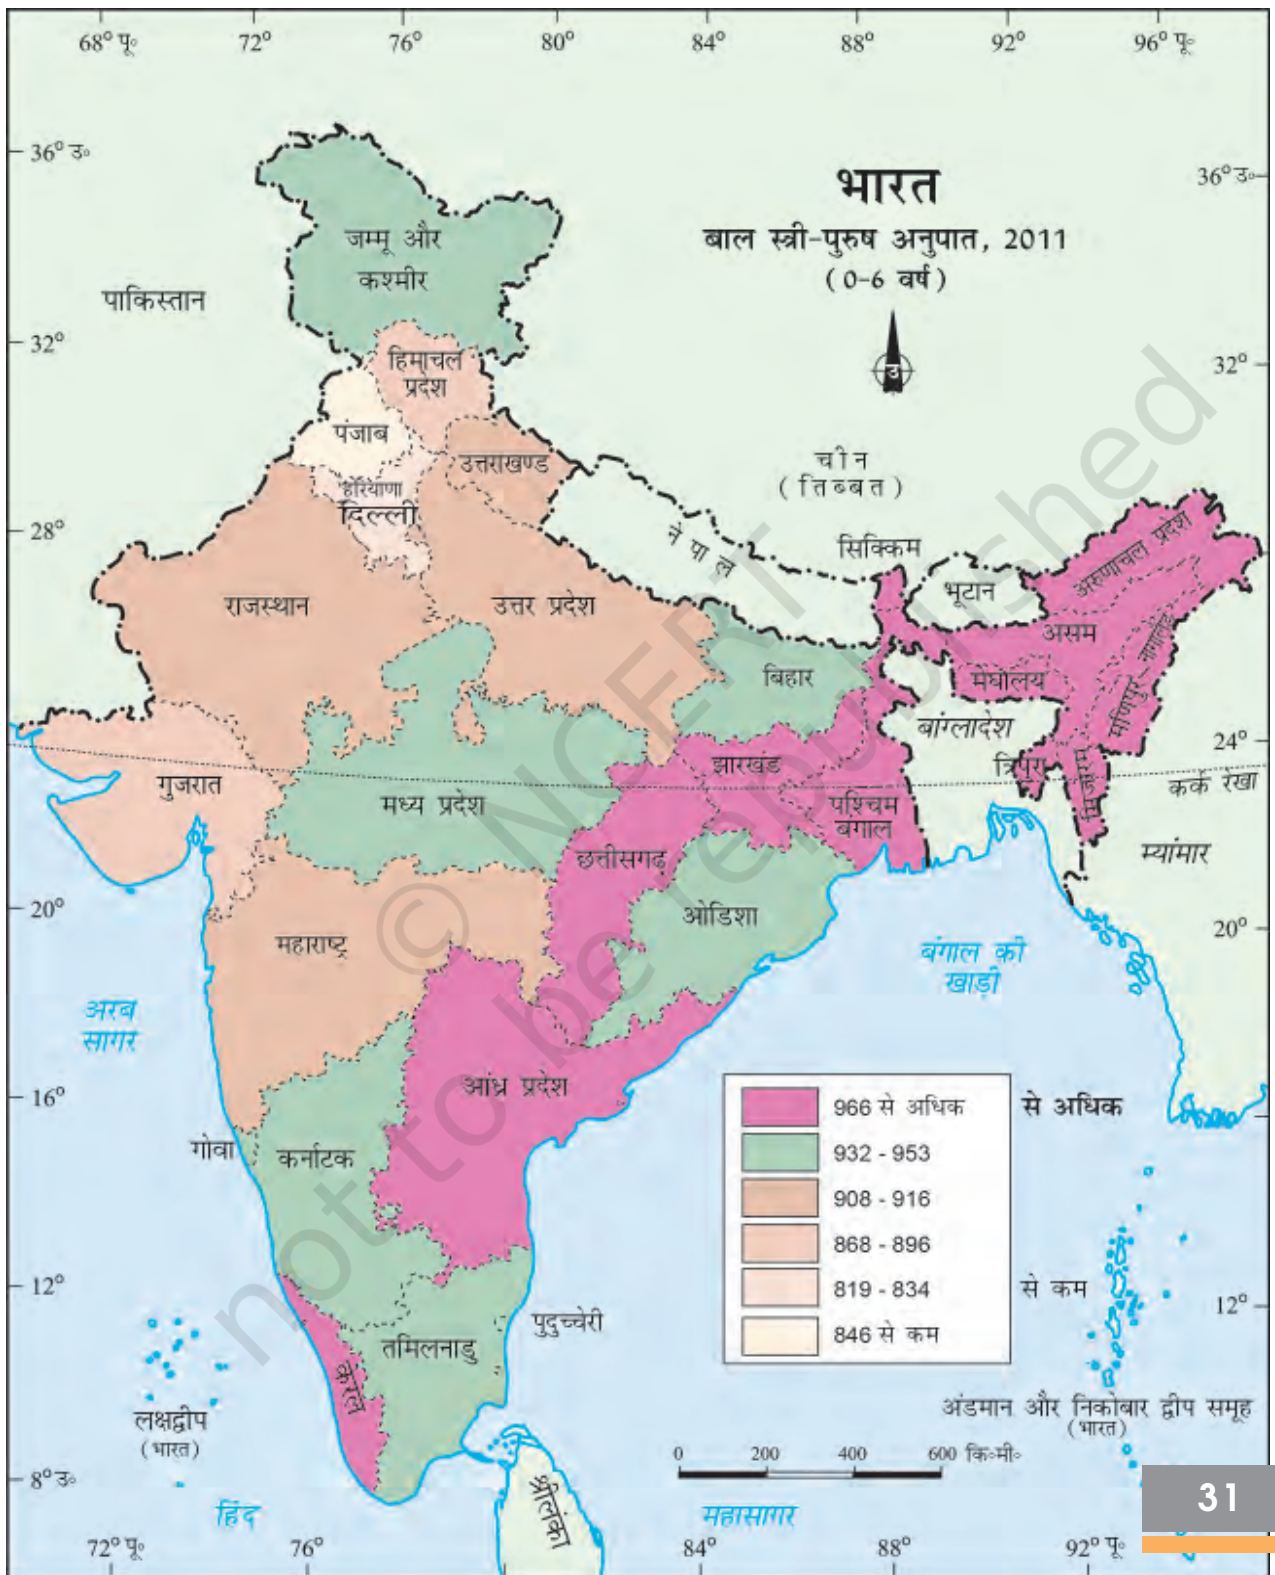 68° पू॰ 72° 76° 80° 84° 88° 92° 96° पू॰
36° उ॰
36° उ॰
भारत
बाल स्त्री-पुरुष अनुपात, 2011
(0-6 वर्ष)
उ
जम्मू और
कश्मीर
पाकिस्तान
32°
32°
हिमाचल
प्रदेश
पंजाब
उत्तराखण्ड
हरियाणा
दिल्ली
चीन
(तिब्बत)
28°
नेपाल
सिक्किम
भूटान
अरुणाचल प्रदेश
राजस्थान
उत्तर प्रदेश
असम
नागालैंड
बिहार
मेघालय
मणिपुर
बांग्लादेश
24°
झारखंड
त्रिपुरा
मिजोरम
कर्क रेखा
गुजरात
मध्य प्रदेश
पश्चिम
बंगाल
छत्तीसगढ़
म्यांमार
20°
20°
ओडिशा
महाराष्ट्र
बंगाल की
खाड़ी
अरब
सागर
16°
आंध्र प्रदेश
गोवा
कर्नाटक
966 से अधिक से अधिक
932 - 953
908 - 916
868 - 896
819 - 834 से कम
846 से कम
12°
12°
पुदुच्चेरी
तमिलनाडु
केरल
लक्षद्वीप
(भारत)
अंडमान और निकोबार द्वीप समूह
(भारत)
0 200 400 600 कि॰मी॰
8° उ॰
श्रीलंका
हिंद महासागर
31
72° पू॰ 76° 84° 88° 92° पू॰
© NCERT
not to be republished